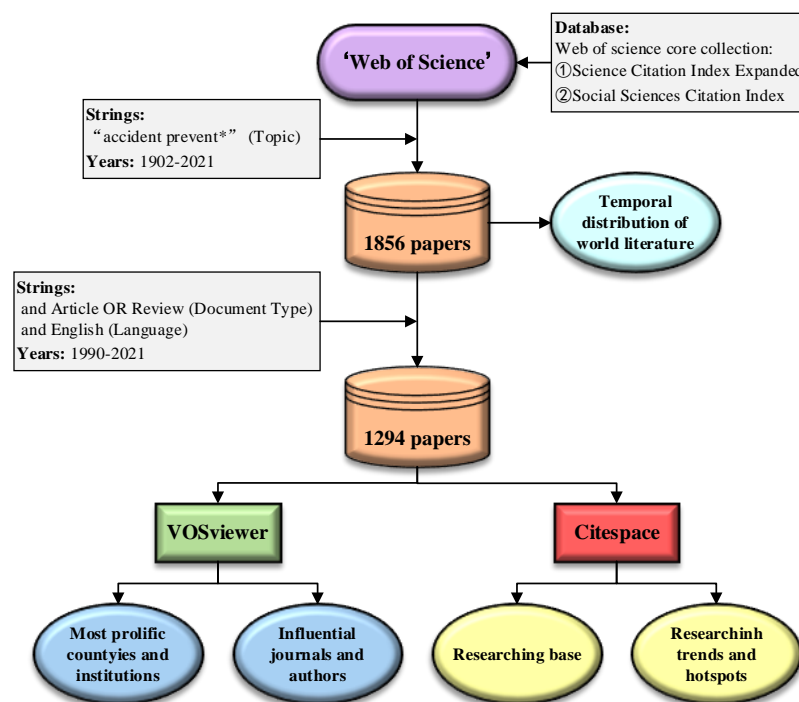 ‘Web of Science’
Database:
Web of science core collection:
①Science Citation Index Expanded
②Social Sciences Citation Index
Strings:
“accident prevent*” (Topic)
Years: 1902-2021
1856 papers
Temporal
distribution of
world literature
Strings:
and Article OR Review (Document Type)
and English (Language)
Years: 1990-2021
1294 papers
VOSviewer
Citespace
Most prolific
countyies and
institutions
Influential
journals and
authors
Researching base
Researchinh
trends and
hotspots